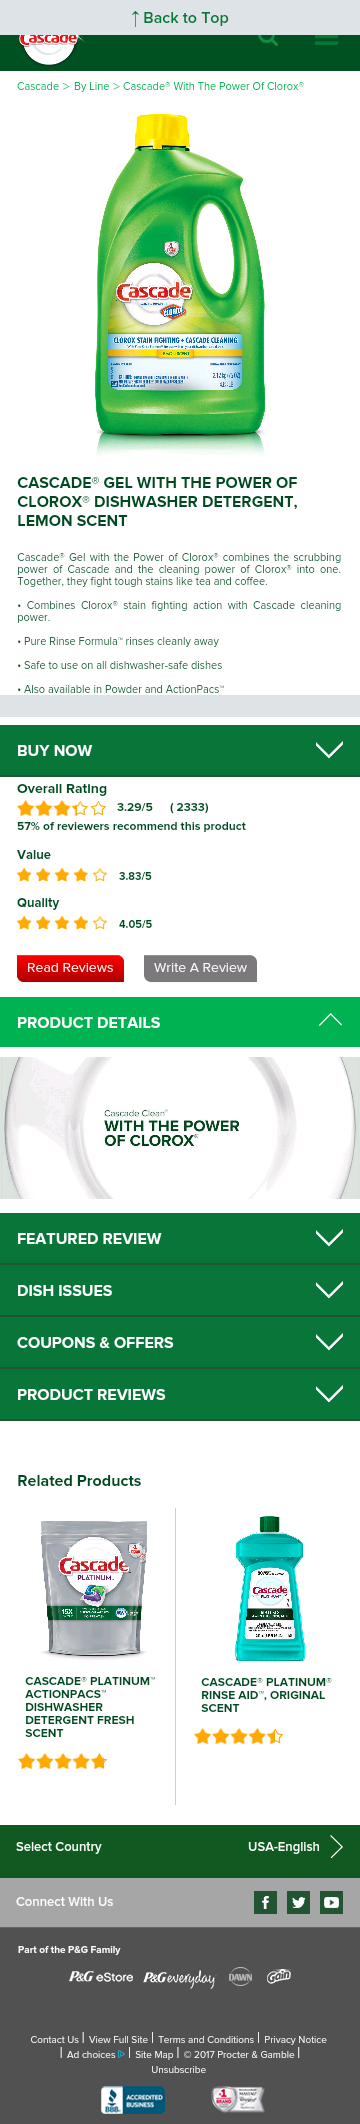 ↑ Back to Top
Cascade
Cascade > By Line > Cascade® With The Power Of Clorox®
Cascade
CLOROX
CLOROX STAIN FIGHTING + CASCADE CLEANING
CASCADE® GEL WITH THE POWER OF
CLOROX® DISHWASHER DETERGENT,
LEMON SCENT
Cascade® Gel with the Power of Clorox® combines the scrubbing
power of Cascade and the cleaning power of Clorox® into one.
Together, they fight tough stains like tea and coffee.
• Combines Clorox® stain fighting action with Cascade cleaning
power.
• Pure Rinse Formula™ rinses cleanly away
• Safe to use on all dishwasher-safe dishes
• Also available in Powder and ActionPacs™
BUY NOW
Overall Rating
3.29/5 ( 2333)
57% of reviewers recommend this product
Value
3.83/5
Quality
4.05/5
Read Reviews Write A Review
PRODUCT DETAILS
Cascade Clean®
WITH THE POWER
OF CLOROX®
FEATURED REVIEW
DISH ISSUES
COUPONS & OFFERS
PRODUCT REVIEWS
Related Products
Cascade
PLATINUM
15X
Cascade
CASCADE® PLATINUM™
ACTIONPACS™
DISHWASHER
DETERGENT FRESH
SCENT
CASCADE® PLATINUM®
RINSE AID™, ORIGINAL
SCENT
Select Country USA-English
Connect With Us
Part of the P&G Family
P&G eStore P&G everyday DAWN Gain
Contact Us | View Full Site | Terms and Conditions | Privacy Notice
| Ad choices | Site Map | © 2017 Procter & Gamble |
Unsubscribe
BBB ACCREDITED BUSINESS